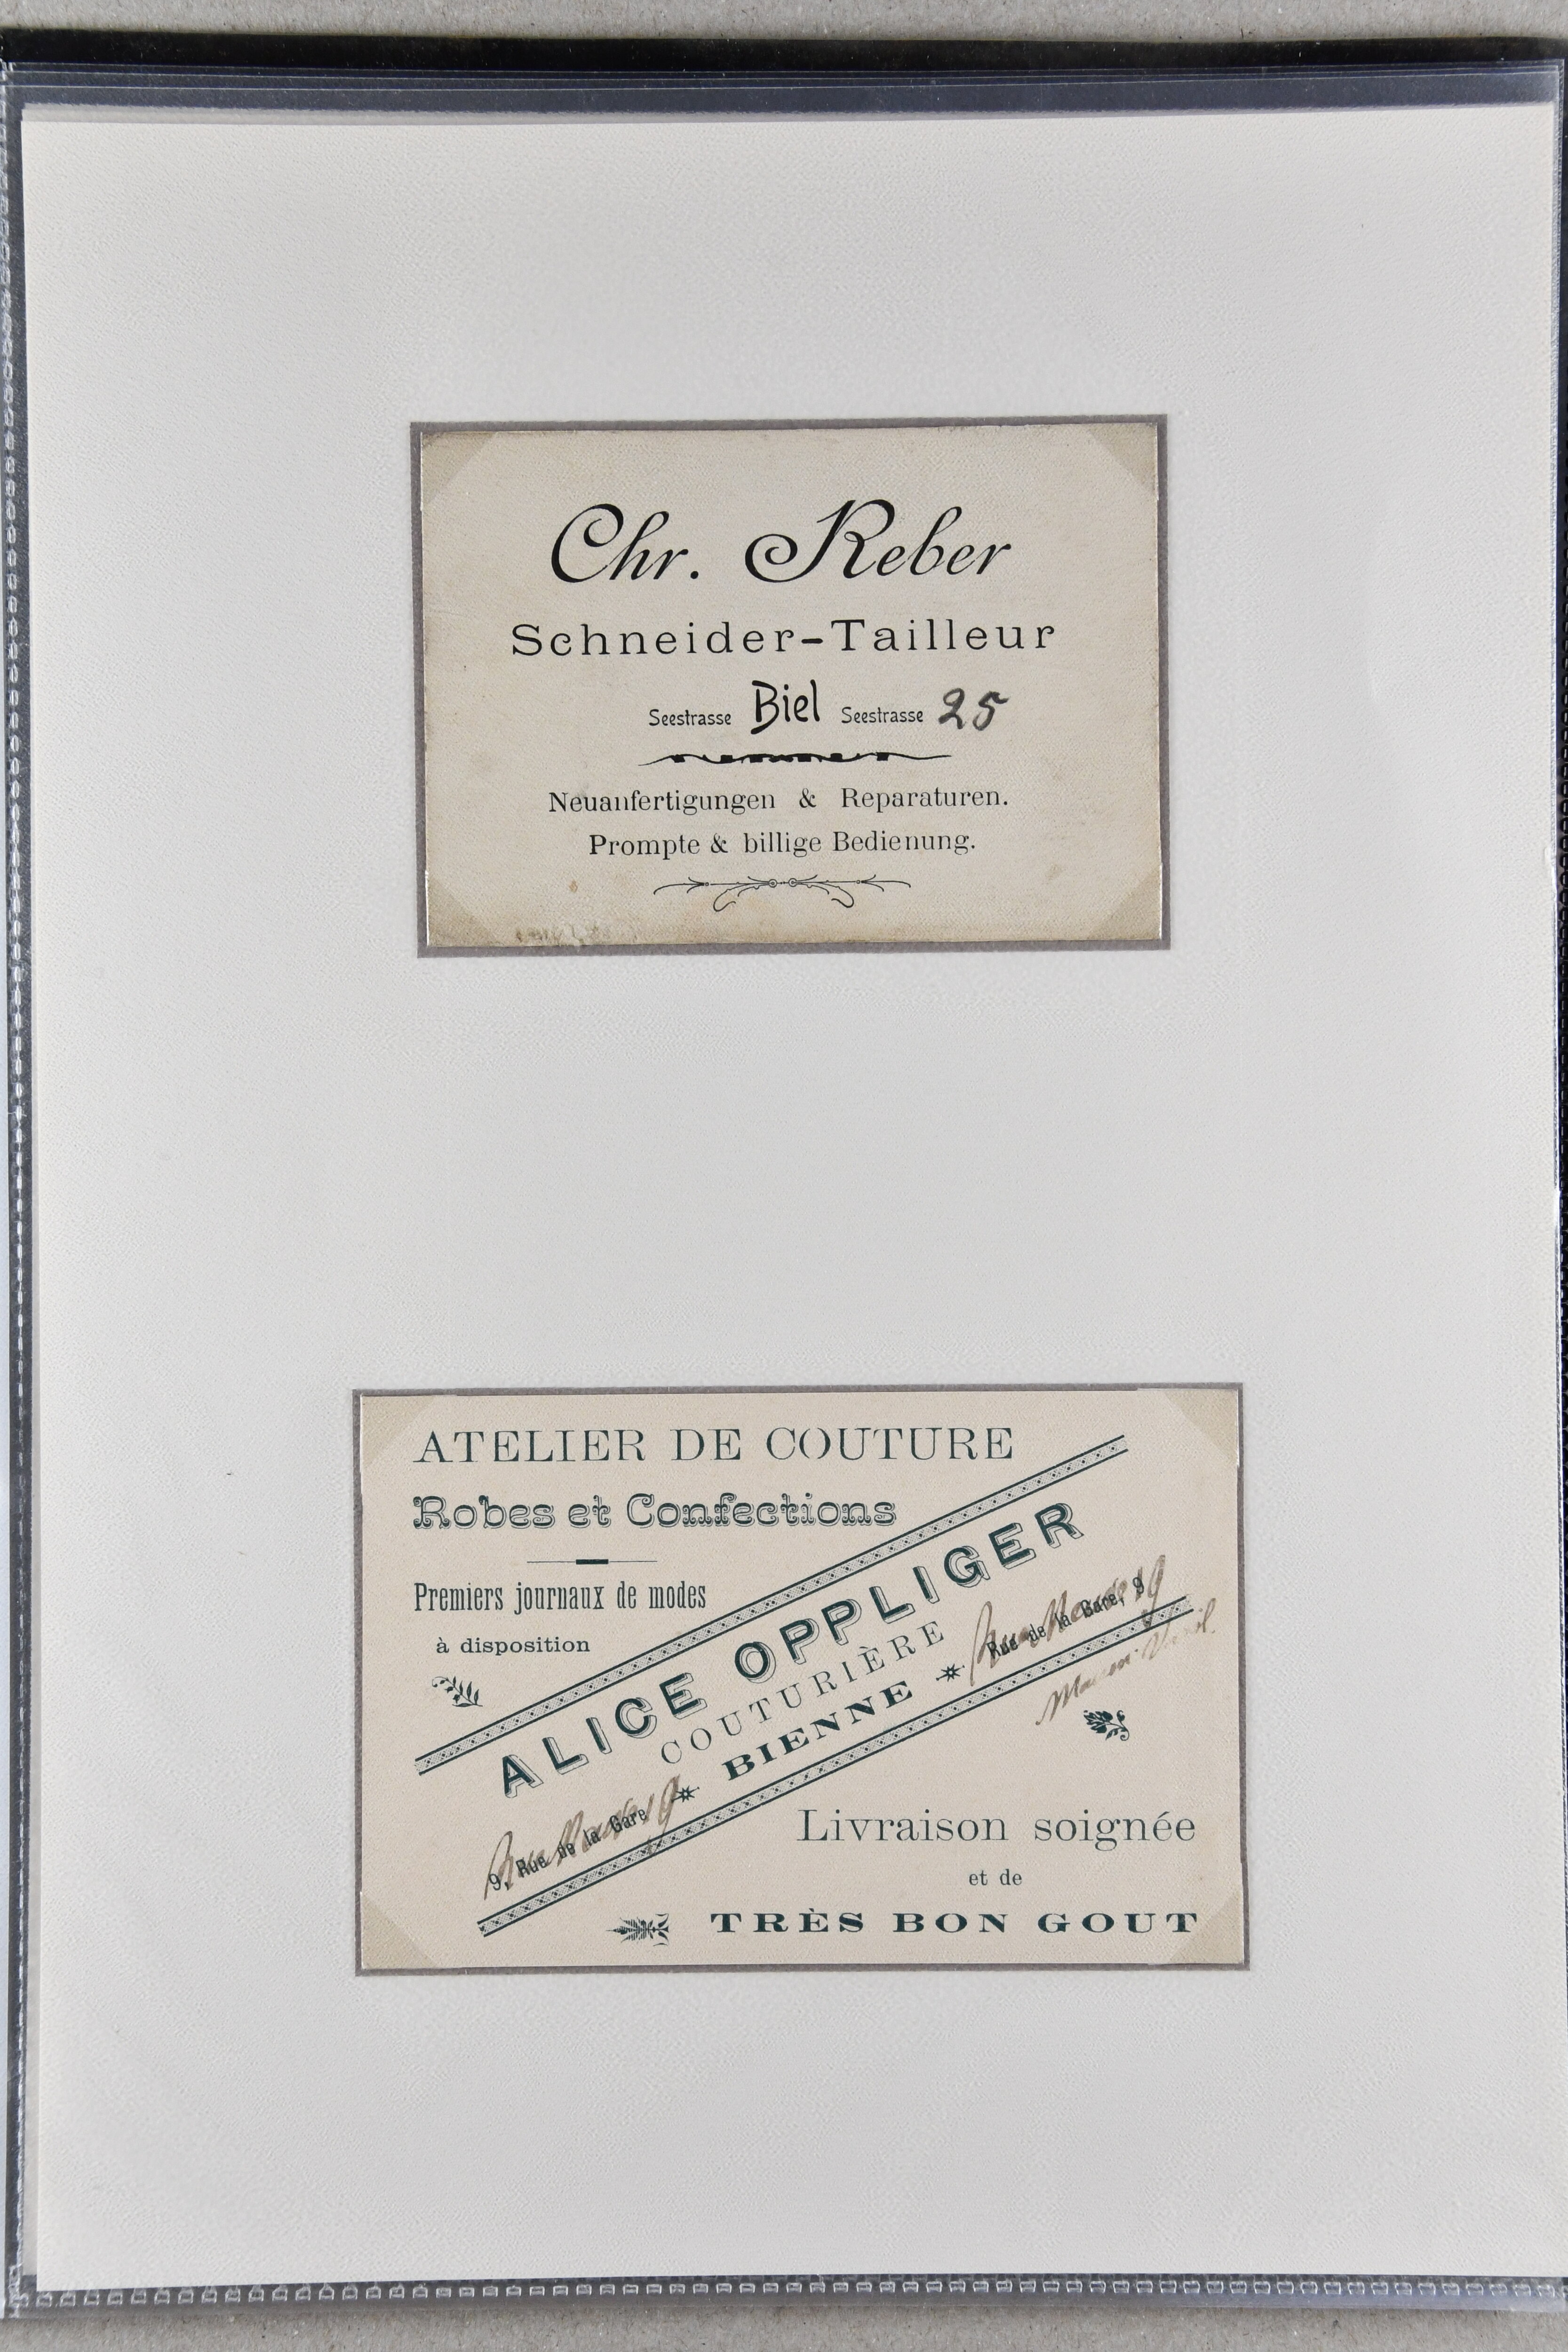 Chr. Reber
Schneider-Tailleur
Seestrasse Biel Seestrasse 25
Neuanfertigungen & Reparaturen.
Prompte & billige Bedienung.
ATELIER DE COUTURE
Robes et Confections
Premiers journaux de modes
à disposition
ALICE OPPLIGER
COUTURIÈRE
9, Rue de la Gare BIENNE Rue de la Gare, 9
Livraison soignée
et de
TRÈS BON GOUT